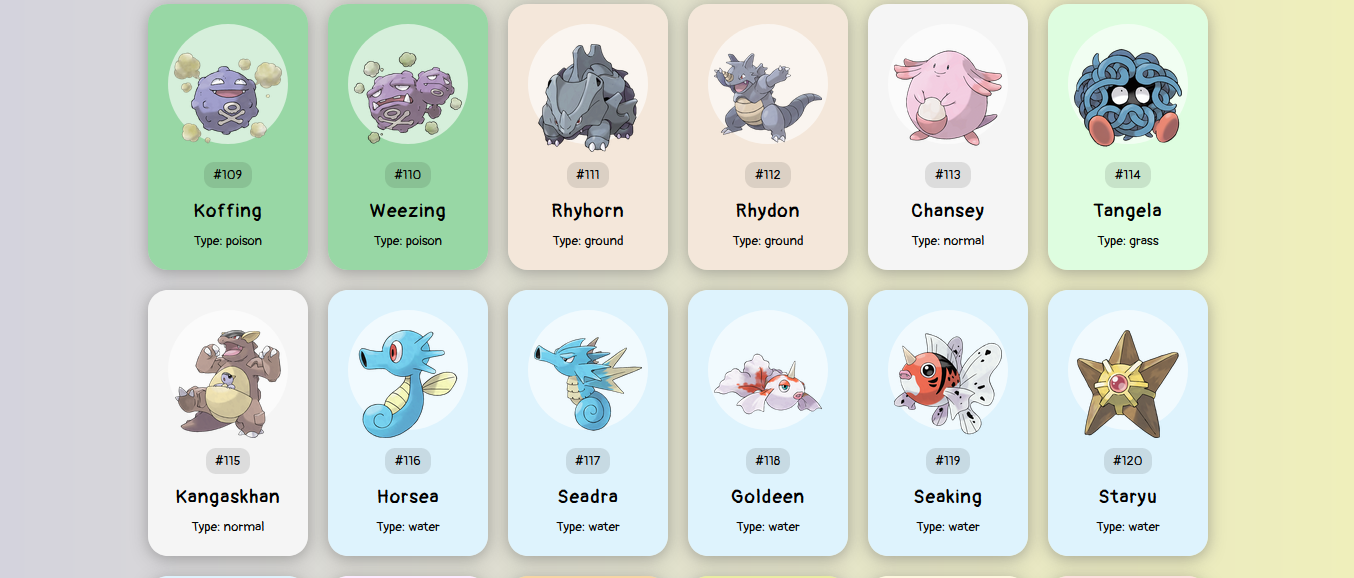 #109 #110 #111 #112 #113 #114
Koffing Weezing Rhyhorn Rhydon Chansey Tangela
Type: poison Type: poison Type: ground Type: ground Type: normal Type: grass
#115 #116 #117 #118 #119 #120
Kangaskhan Horsea Seadra Goldeen Seaking Staryu
Type: normal Type: water Type: water Type: water Type: water Type: water